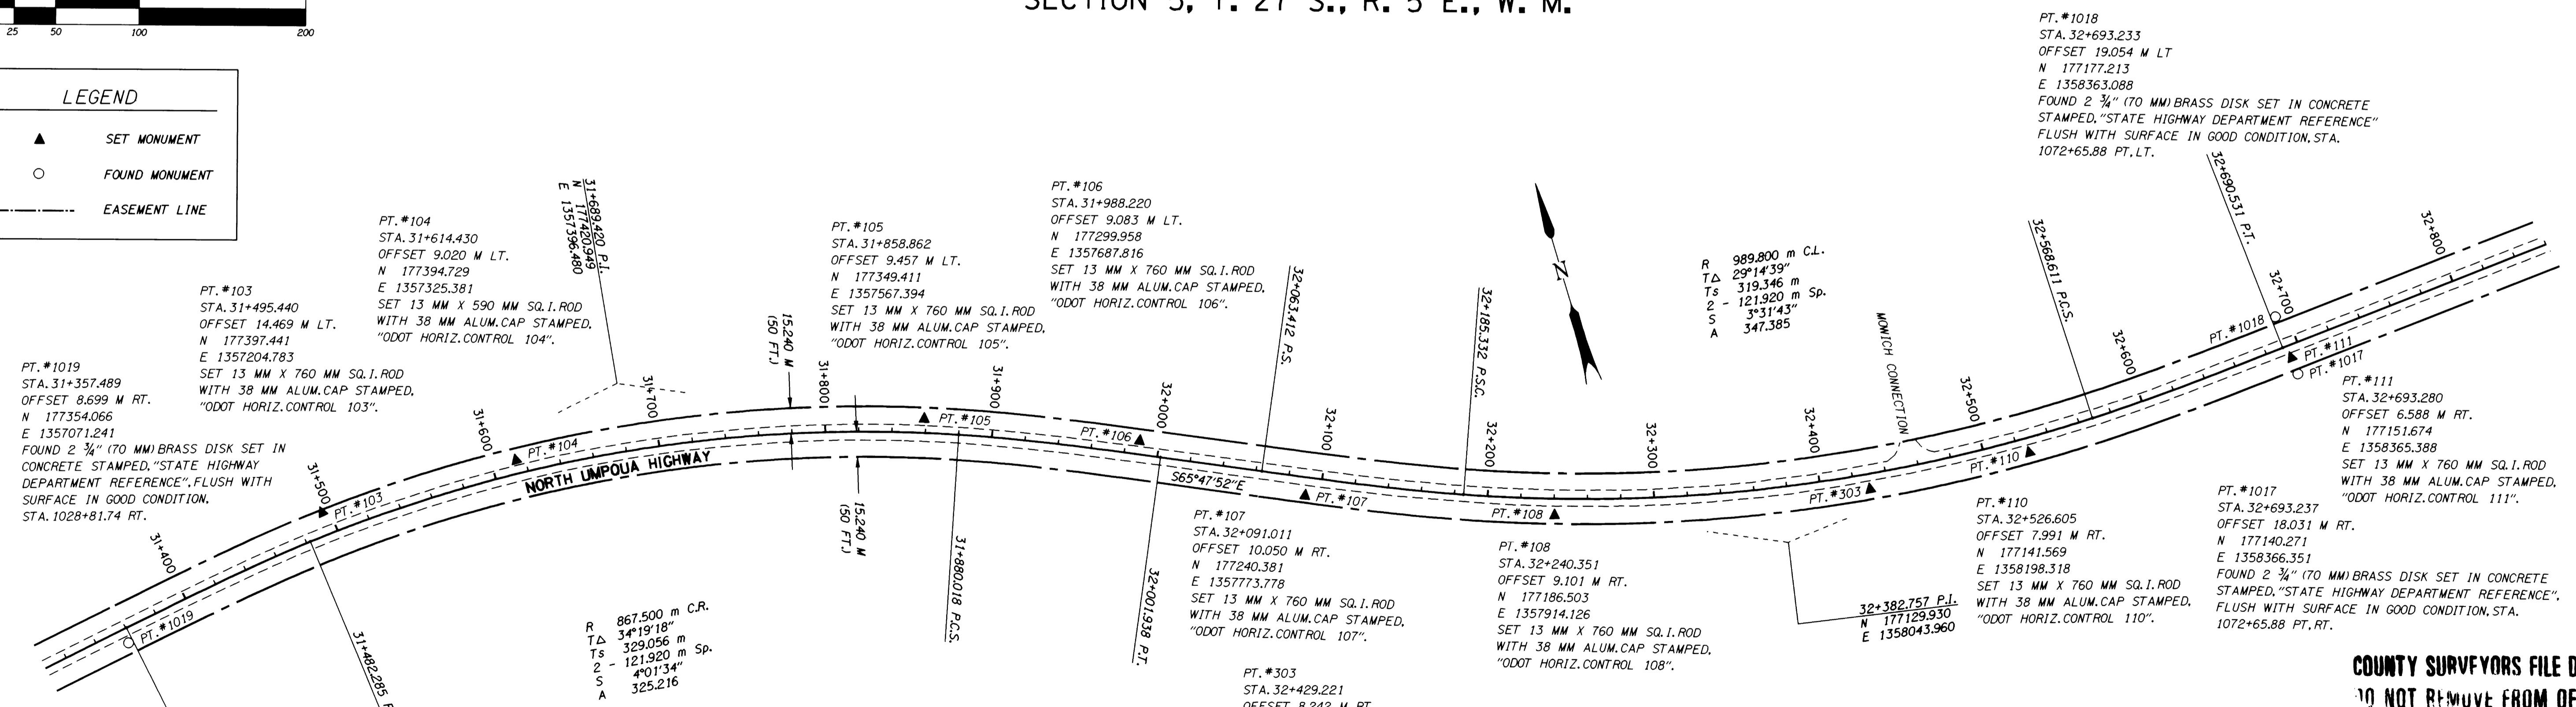 SECTION 5, T. 27 S., R. 5 E., W. M.
25 50 100 200
LEGEND
SET MONUMENT
FOUND MONUMENT
EASEMENT LINE
PT.#1019
STA.31+357.489
OFFSET 8.699 M RT.
N 177354.066
E 1357071.241
FOUND 2 3/4" (70 MM) BRASS DISK SET IN
CONCRETE STAMPED,"STATE HIGHWAY
DEPARTMENT REFERENCE",FLUSH WITH
SURFACE IN GOOD CONDITION,
STA.1028+81.74 RT.
PT.#103
STA.31+495.440
OFFSET 14.469 M LT.
N 177397.441
E 1357204.783
SET 13 MM X 760 MM SQ.I.ROD
WITH 38 MM ALUM.CAP STAMPED,
"ODOT HORIZ.CONTROL 103".
PT.#104
STA.31+614.430
OFFSET 9.020 M LT.
N 177394.729
E 1357325.381
SET 13 MM X 590 MM SQ.I.ROD
WITH 38 MM ALUM.CAP STAMPED,
"ODOT HORIZ.CONTROL 104".
31+689.420 P.I.
N 177420.949
E 1357396.480
PT.#105
STA.31+858.862
OFFSET 9.457 M LT.
N 177349.411
E 1357567.394
SET 13 MM X 760 MM SQ.I.ROD
WITH 38 MM ALUM.CAP STAMPED,
"ODOT HORIZ.CONTROL 105".
PT.#106
STA.31+988.220
OFFSET 9.083 M LT.
N 177299.958
E 1357687.816
SET 13 MM X 760 MM SQ.I.ROD
WITH 38 MM ALUM.CAP STAMPED,
"ODOT HORIZ.CONTROL 106".
32+063.412 P.S.
32+185.332 P.S.C.
N
R 989.800 m C.L.
TΔ 29°14'39"
Ts 319.346 m
2 - 121.920 m Sp.
S 3°31'43"
A 347.385
MOWICH CONNECTION
32+568.611 P.C.S.
32+690.531 P.T.
PT.#1018
STA.32+693.233
OFFSET 19.054 M LT
N 177177.213
E 1358363.088
FOUND 2 3/4" (70 MM) BRASS DISK SET IN CONCRETE
STAMPED,"STATE HIGHWAY DEPARTMENT REFERENCE"
FLUSH WITH SURFACE IN GOOD CONDITION,STA.
1072+65.88 PT,LT.
31+400
31+500
31+600
31+700
31+800
31+900
32+000
32+100
32+200
32+300
32+400
32+500
32+600
32+700
32+800
15.240 M
(50 FT.)
15.240 M
(50 FT.)
PT.#1019
PT.#103
PT.#104
PT.#105
PT.#106
PT.#107
PT.#108
PT.#303
PT.#110
PT.#1018
PT.#111
PT.#1017
NORTH UMPQUA HIGHWAY
S65°47'52"E
31+482.285
R 867.500 m C.R.
TΔ 34°19'18"
Ts 329.056 m
2 - 121.920 m Sp.
S 4°01'34"
A 325.216
31+880.018 P.C.S.
32+001.938 P.T.
PT.#107
STA.32+091.011
OFFSET 10.050 M RT.
N 177240.381
E 1357773.778
SET 13 MM X 760 MM SQ.I.ROD
WITH 38 MM ALUM.CAP STAMPED,
"ODOT HORIZ.CONTROL 107".
PT.#303
STA.32+429.221
OFFSET 8.242 M RT
PT.#108
STA.32+240.351
OFFSET 9.101 M RT.
N 177186.503
E 1357914.126
SET 13 MM X 760 MM SQ.I.ROD
WITH 38 MM ALUM.CAP STAMPED,
"ODOT HORIZ.CONTROL 108".
32+382.757 P.I.
N 177129.930
E 1358043.960
PT.#110
STA.32+526.605
OFFSET 7.991 M RT.
N 177141.569
E 1358198.318
SET 13 MM X 760 MM SQ.I.ROD
WITH 38 MM ALUM.CAP STAMPED,
"ODOT HORIZ.CONTROL 110".
PT.#111
STA.32+693.280
OFFSET 6.588 M RT.
N 177151.674
E 1358365.388
SET 13 MM X 760 MM SQ.I.ROD
WITH 38 MM ALUM.CAP STAMPED,
"ODOT HORIZ.CONTROL 111".
PT.#1017
STA.32+693.237
OFFSET 18.031 M RT.
N 177140.271
E 1358366.351
FOUND 2 3/4" (70 MM) BRASS DISK SET IN CONCRETE
STAMPED,"STATE HIGHWAY DEPARTMENT REFERENCE",
FLUSH WITH SURFACE IN GOOD CONDITION,STA.
1072+65.88 PT,RT.
COUNTY SURVEYORS FILE
DO NOT REMOVE FROM